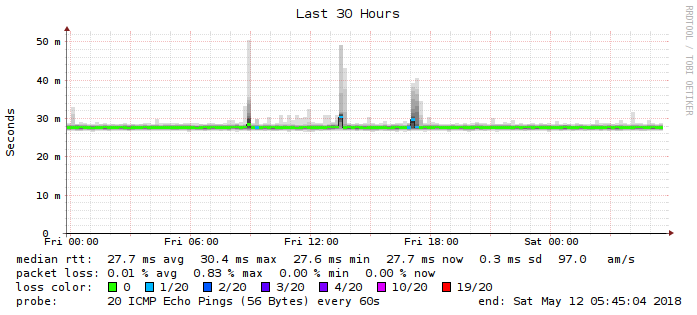 Last 30 Hours
RRDTOOL / TOBI OETIKER
Seconds
50 m
40 m
30 m
20 m
10 m
0
Fri 00:00 Fri 06:00 Fri 12:00 Fri 18:00 Sat 00:00
median rtt: 27.7 ms avg 30.4 ms max 27.6 ms min 27.7 ms now 0.3 ms sd 97.0 am/s
packet loss: 0.01 % avg 0.83 % max 0.00 % min 0.00 % now
loss color: 0 1/20 2/20 3/20 4/20 10/20 19/20
probe: 20 ICMP Echo Pings (56 Bytes) every 60s end: Sat May 12 05:45:04 2018